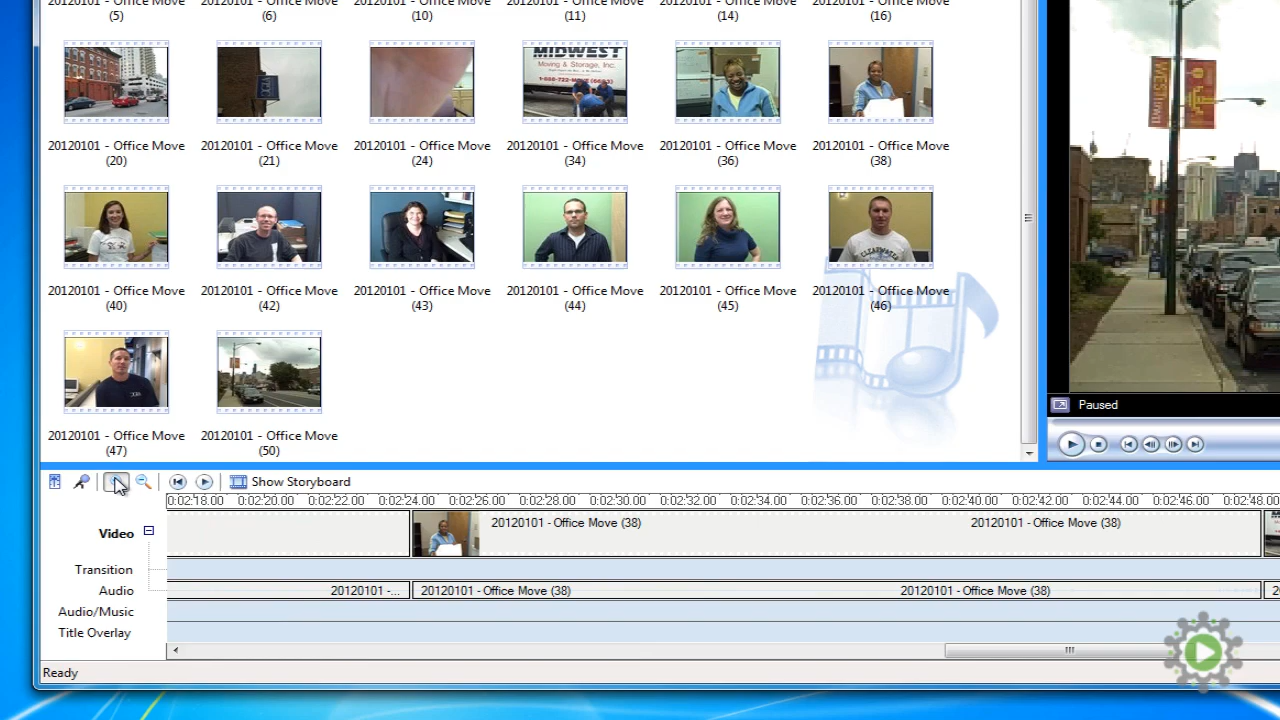 20120101 - Office Move 20120101 - Office Move 20120101 - Office Move 20120101 - Office Move 20120101 - Office Move 20120101 - Office Move
(5) (6) (10) (11) (14) (16)
MIDWEST
Moving & Storage, Inc.
20120101 - Office Move 20120101 - Office Move 20120101 - Office Move 20120101 - Office Move 20120101 - Office Move 20120101 - Office Move
(20) (21) (24) (34) (36) (38)
20120101 - Office Move 20120101 - Office Move 20120101 - Office Move 20120101 - Office Move 20120101 - Office Move 20120101 - Office Move
(40) (42) (43) (44) (45) (46)
20120101 - Office Move 20120101 - Office Move
(47) (50)
Paused
Show Storyboard
0:02:18.00 0:02:20.00 0:02:22.00 0:02:24.00 0:02:26.00 0:02:28.00 0:02:30.00 0:02:32.00 0:02:34.00 0:02:36.00 0:02:38.00 0:02:40.00 0:02:42.00 0:02:44.00 0:02:46.00 0:02:48.00
Video 20120101 - Office Move (38) 20120101 - Office Move (38)
Transition
Audio 20120101 -... 20120101 - Office Move (38) 20120101 - Office Move (38)
Audio/Music
Title Overlay
Ready